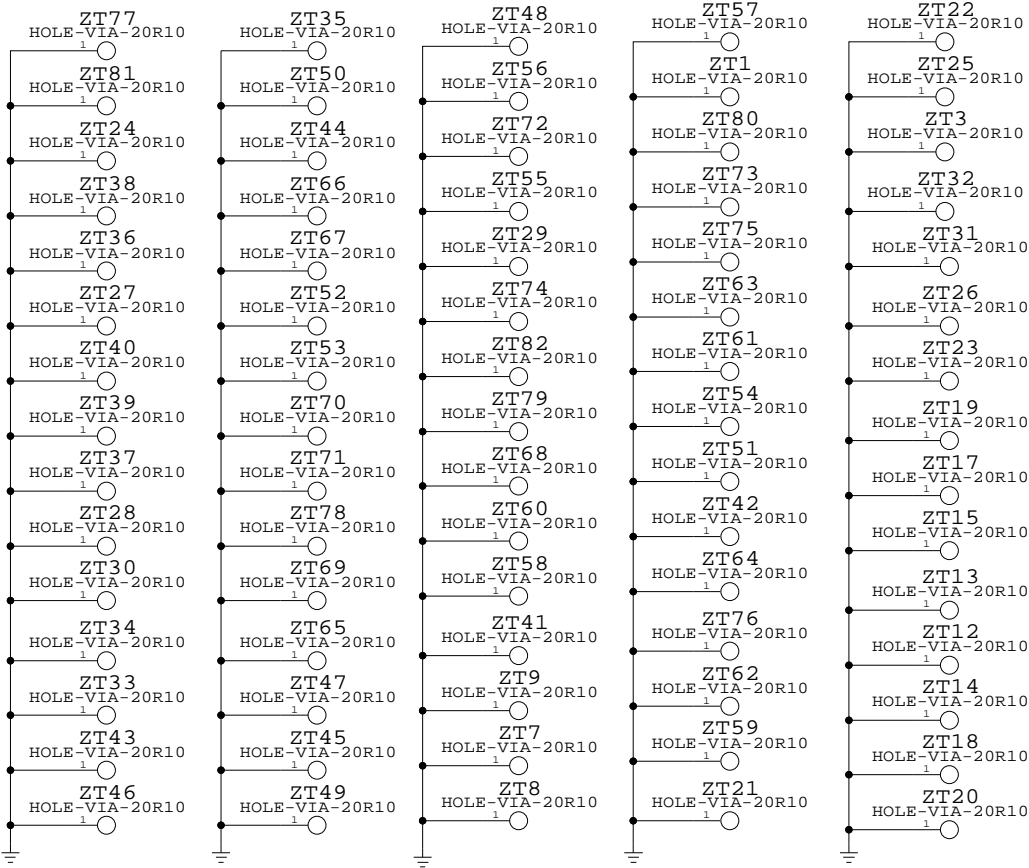 ZT77
HOLE-VIA-20R10
1
ZT81
HOLE-VIA-20R10
1
ZT24
HOLE-VIA-20R10
1
ZT38
HOLE-VIA-20R10
1
ZT36
HOLE-VIA-20R10
1
ZT27
HOLE-VIA-20R10
1
ZT40
HOLE-VIA-20R10
1
ZT39
HOLE-VIA-20R10
1
ZT37
HOLE-VIA-20R10
1
ZT28
HOLE-VIA-20R10
1
ZT30
HOLE-VIA-20R10
1
ZT34
HOLE-VIA-20R10
1
ZT33
HOLE-VIA-20R10
1
ZT43
HOLE-VIA-20R10
1
ZT46
HOLE-VIA-20R10
1
ZT35
HOLE-VIA-20R10
1
ZT50
HOLE-VIA-20R10
1
ZT44
HOLE-VIA-20R10
1
ZT66
HOLE-VIA-20R10
1
ZT67
HOLE-VIA-20R10
1
ZT52
HOLE-VIA-20R10
1
ZT53
HOLE-VIA-20R10
1
ZT70
HOLE-VIA-20R10
1
ZT71
HOLE-VIA-20R10
1
ZT78
HOLE-VIA-20R10
1
ZT69
HOLE-VIA-20R10
1
ZT65
HOLE-VIA-20R10
1
ZT47
HOLE-VIA-20R10
1
ZT45
HOLE-VIA-20R10
1
ZT49
HOLE-VIA-20R10
1
ZT48
HOLE-VIA-20R10
1
ZT56
HOLE-VIA-20R10
1
ZT72
HOLE-VIA-20R10
1
ZT55
HOLE-VIA-20R10
1
ZT29
HOLE-VIA-20R10
1
ZT74
HOLE-VIA-20R10
1
ZT82
HOLE-VIA-20R10
1
ZT79
HOLE-VIA-20R10
1
ZT68
HOLE-VIA-20R10
1
ZT60
HOLE-VIA-20R10
1
ZT58
HOLE-VIA-20R10
1
ZT41
HOLE-VIA-20R10
1
ZT9
HOLE-VIA-20R10
1
ZT7
HOLE-VIA-20R10
1
ZT8
HOLE-VIA-20R10
1
ZT57
HOLE-VIA-20R10
1
ZT1
HOLE-VIA-20R10
1
ZT80
HOLE-VIA-20R10
1
ZT73
HOLE-VIA-20R10
1
ZT75
HOLE-VIA-20R10
1
ZT63
HOLE-VIA-20R10
1
ZT61
HOLE-VIA-20R10
1
ZT54
HOLE-VIA-20R10
1
ZT51
HOLE-VIA-20R10
1
ZT42
HOLE-VIA-20R10
1
ZT64
HOLE-VIA-20R10
1
ZT76
HOLE-VIA-20R10
1
ZT62
HOLE-VIA-20R10
1
ZT59
HOLE-VIA-20R10
1
ZT21
HOLE-VIA-20R10
1
ZT22
HOLE-VIA-20R10
1
ZT25
HOLE-VIA-20R10
1
ZT3
HOLE-VIA-20R10
1
ZT32
HOLE-VIA-20R10
1
ZT31
HOLE-VIA-20R10
1
ZT26
HOLE-VIA-20R10
1
ZT23
HOLE-VIA-20R10
1
ZT19
HOLE-VIA-20R10
1
ZT17
HOLE-VIA-20R10
1
ZT15
HOLE-VIA-20R10
1
ZT13
HOLE-VIA-20R10
1
ZT12
HOLE-VIA-20R10
1
ZT14
HOLE-VIA-20R10
1
ZT18
HOLE-VIA-20R10
1
ZT20
HOLE-VIA-20R10
1